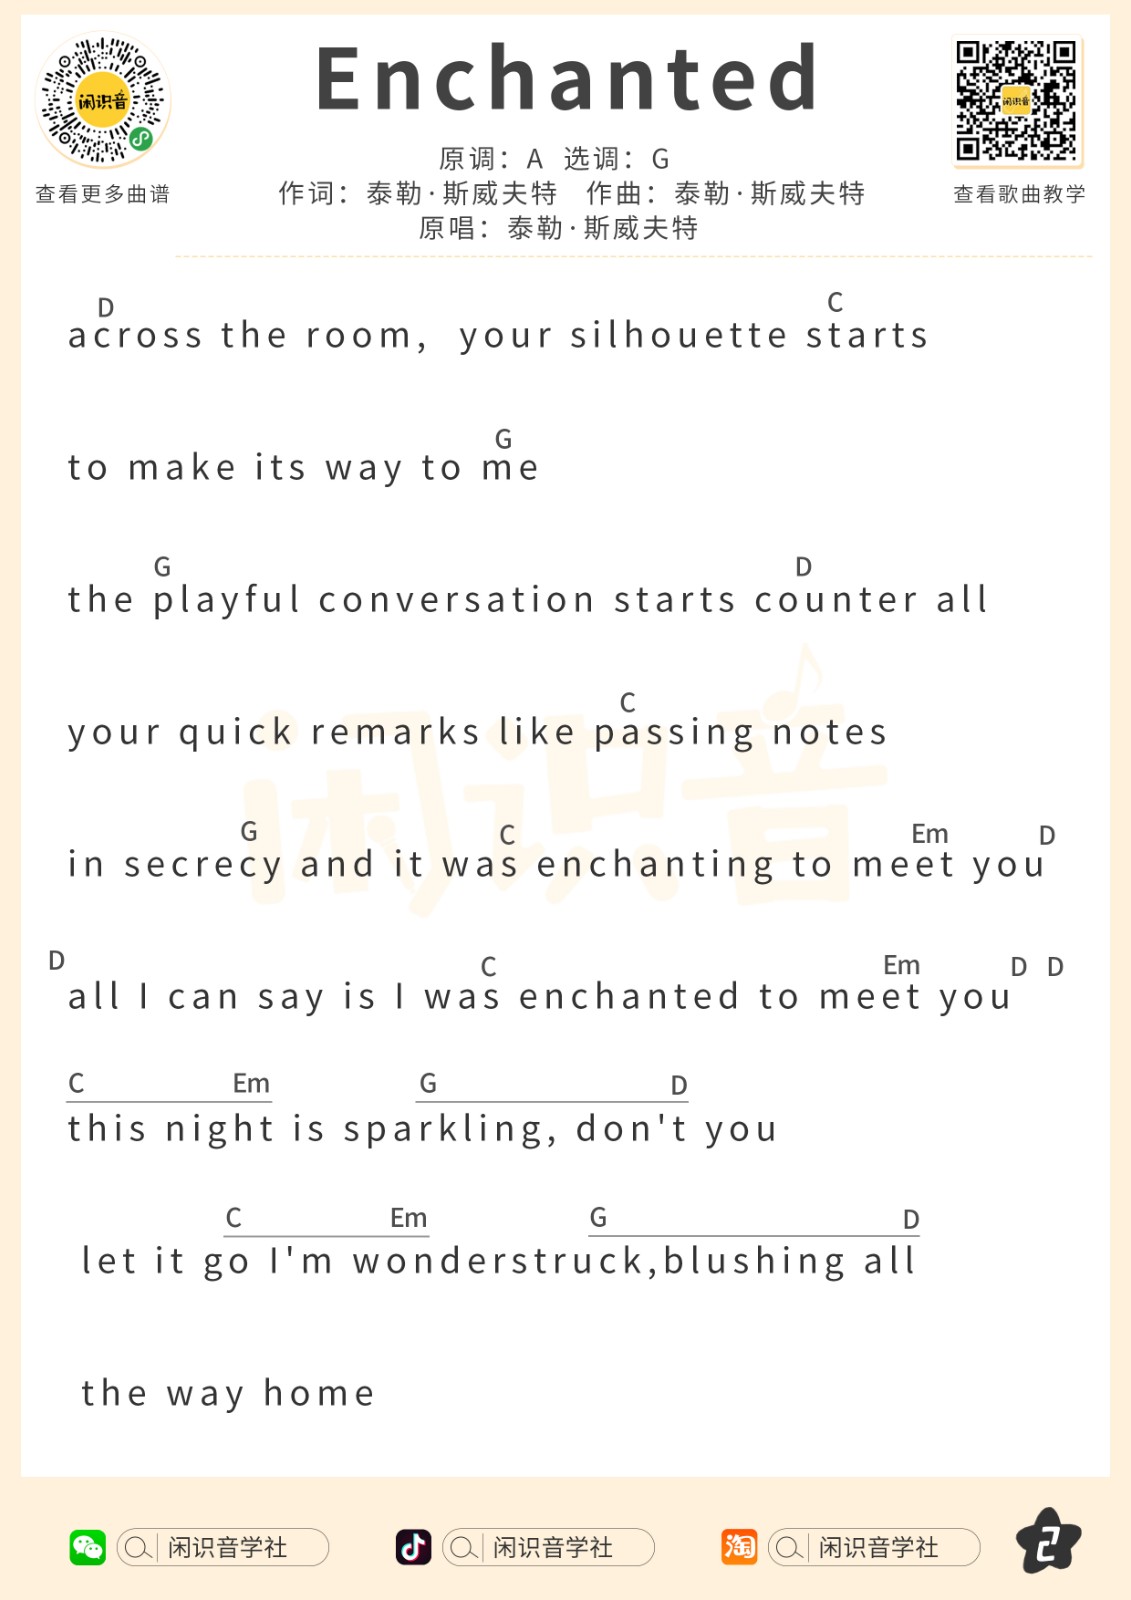 闲识音
Enchanted
闲识音
原调：A 选调：G
查看更多曲谱
作词：泰勒·斯威夫特 作曲：泰勒·斯威夫特
查看歌曲教学
原唱：泰勒·斯威夫特
D C
across the room, your silhouette starts
G
to make its way to me
G D
the playful conversation starts counter all
C
your quick remarks like passing notes
闲识音
G C Em D
in secrecy and it was enchanting to meet you
D C Em D D
all I can say is I was enchanted to meet you
C Em G D
this night is sparkling, don't you
C Em G D
let it go I'm wonderstruck,blushing all
the way home
闲识音学社 闲识音学社 淘 闲识音学社 2